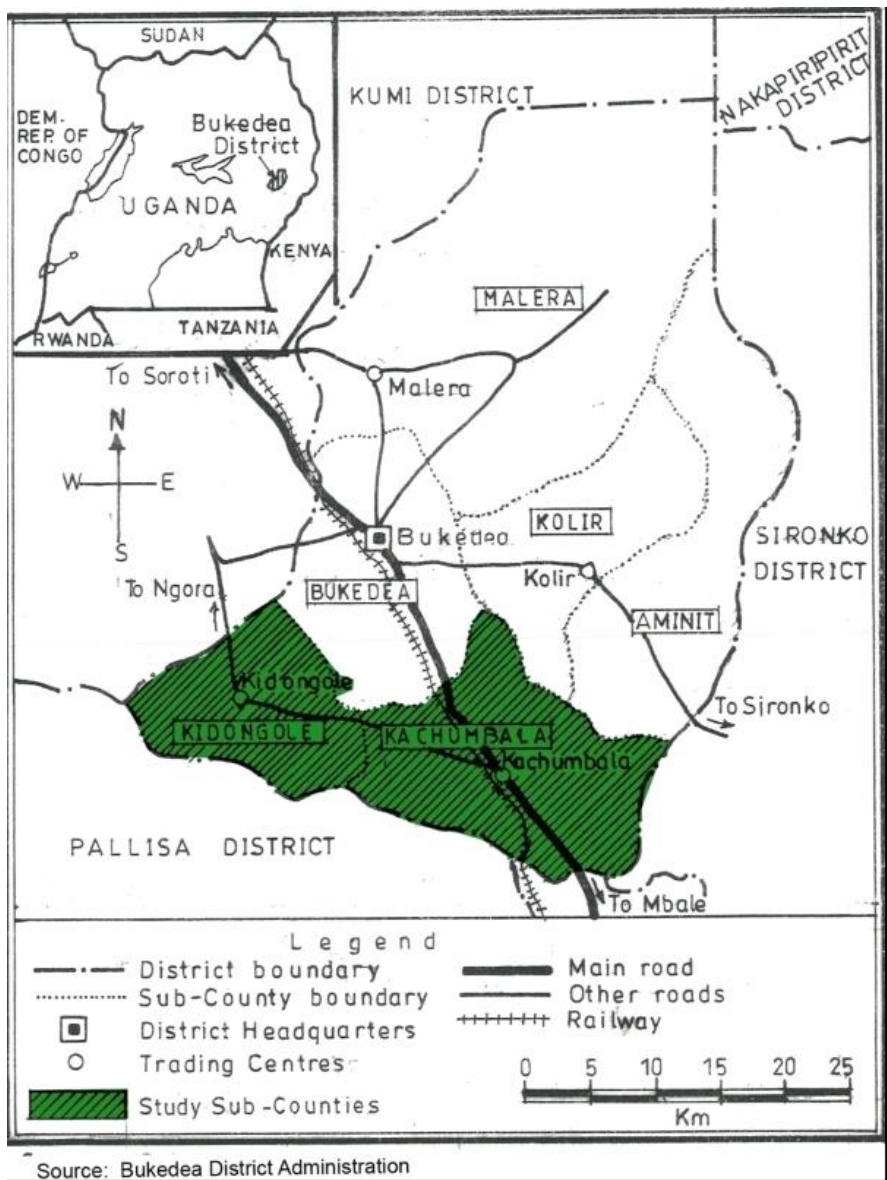 SUDAN
DEM.
REP. OF
CONGO
Bukedea
District
UGANDA
KENYA
TANZANIA
RWANDA
KUMI DISTRICT
NAKAPIRIPIRIT
DISTRICT
MALERA
To Soroti
Malera
N
W E
S
Bukedea
KOLIR
SIRONKO
DISTRICT
Kolir
To Ngora
BUKEDEA
AMINIT
Kidongole
To Sironko
KIDONGOLE
KACHUMBALA
Kachumbala
PALLISA DISTRICT
To Mbale
Legend
District boundary
Sub-County boundary
District Headquarters
Trading Centres
Study Sub-Counties
Main road
Other roads
Railway
0 5 10 15 20 25
Km
Source: Bukedea District Administration